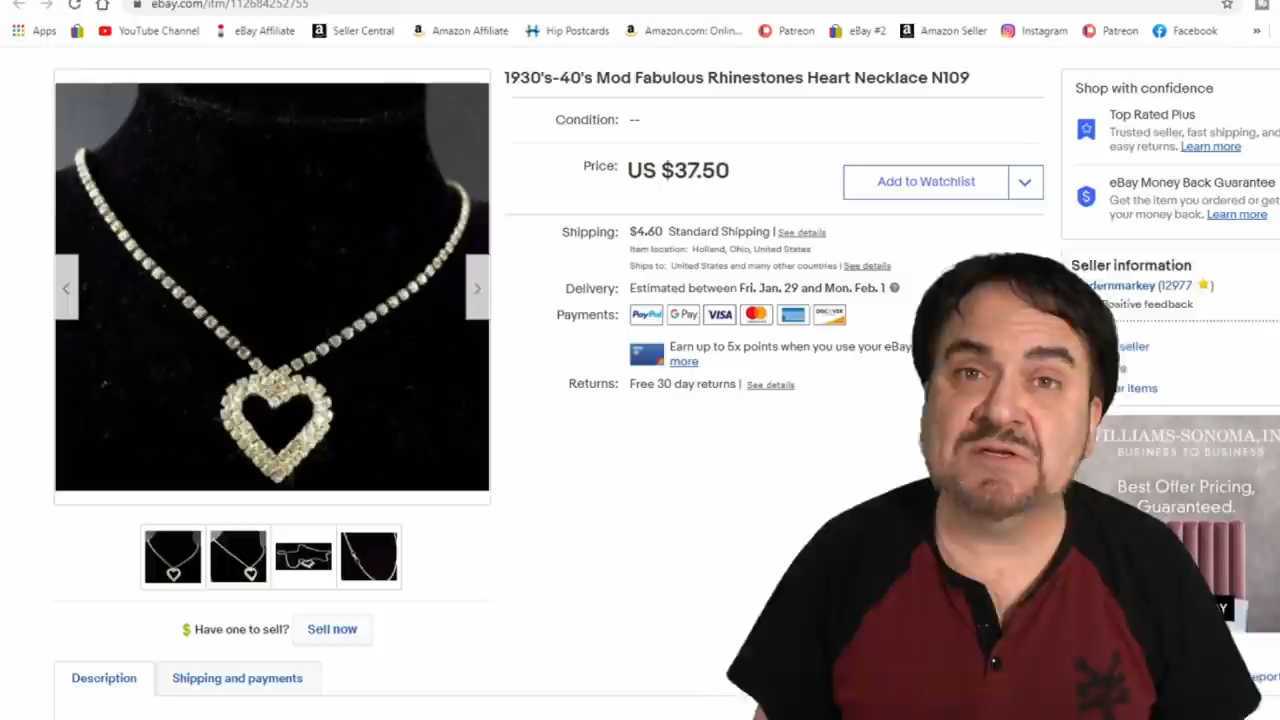 ebay.com/itm/112684252755
Apps YouTube Channel eBay Affiliate Seller Central Amazon Affiliate Hip Postcards Amazon.com: Onlin... Patreon eBay #2 Amazon Seller Instagram Patreon Facebook »
1930's-40's Mod Fabulous Rhinestones Heart Necklace N109
Condition: --
Price: US $37.50
Add to Watchlist
Shipping: $4.60 Standard Shipping | See details
Item location: Holland, Ohio, United States
Ships to: United States and many other countries | See details
Delivery: Estimated between Fri. Jan. 29 and Mon. Feb. 1
Payments: PayPal G Pay VISA DISCOVER
Earn up to 5x points when you use your eBay
more
Returns: Free 30 day returns | See details
Have one to sell? Sell now
Description Shipping and payments
Shop with confidence
Top Rated Plus
Trusted seller, fast shipping, and
easy returns. Learn more
eBay Money Back Guarantee
Get the item you ordered or get
your money back. Learn more
Seller information
dernmarkey (12977 )
ositive feedback
seller
items
ILLIAMS-SONOMA, IN
BUSINESS TO BUSINESS
Best Offer Pricing,
Guaranteed.